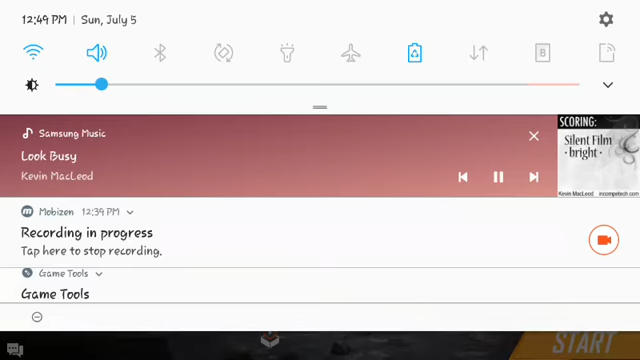 12:49 PM | Sun, July 5
B
Samsung Music
Look Busy
Kevin MacLeod
SCORING:
Silent Film
· bright ·
Kevin MacLeod incompetech.com
m Mobizen 12:39 PM
Recording in progress
Tap here to stop recording.
Game Tools
Game Tools
START